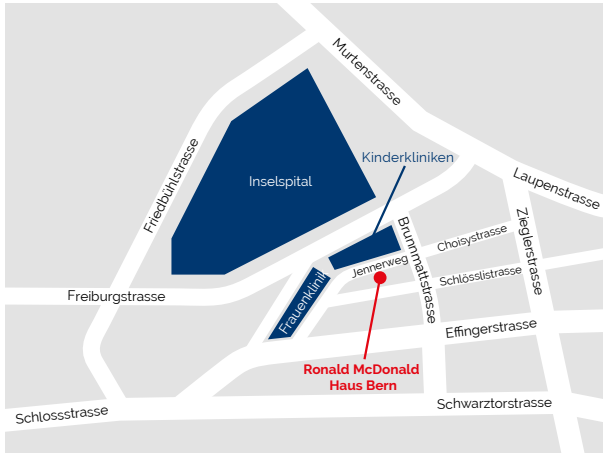 Murtenstrasse
Friedbühlstrasse
Kinderkliniken
Inselspital
Laupenstrasse
Brunnmattstrasse
Zieglerstrasse
Choisystrasse
Jennerweg
Schlösslistrasse
Freiburgstrasse
Frauenklinik
Effingerstrasse
Ronald McDonald
Haus Bern
Schlossstrasse
Schwarztorstrasse